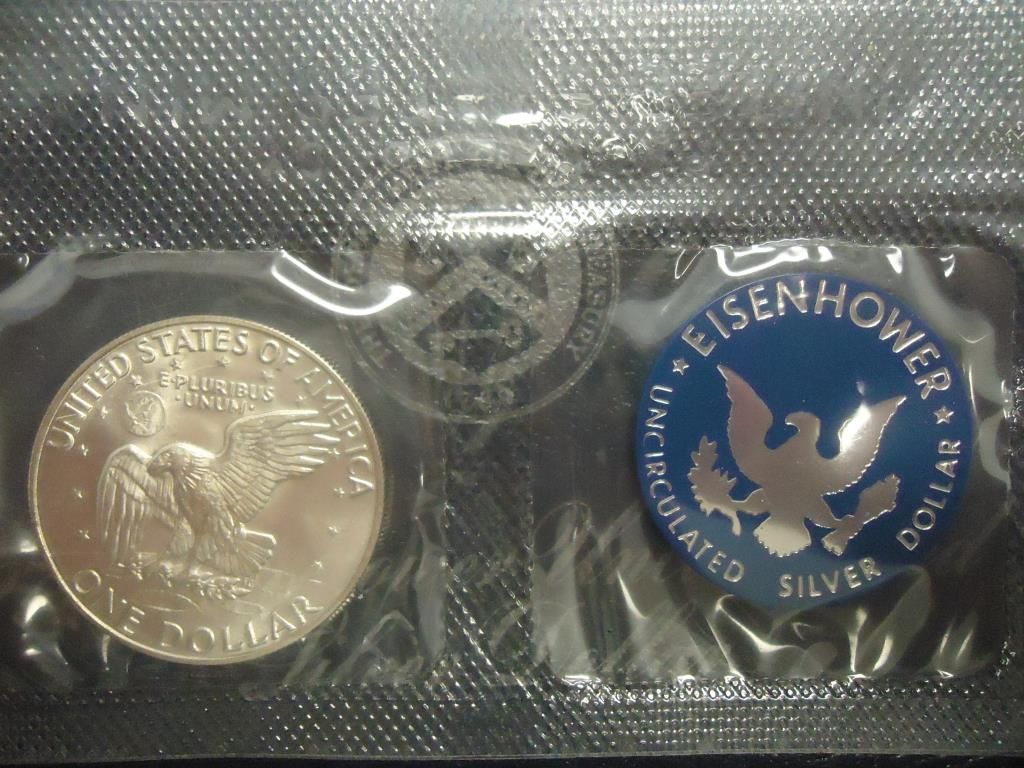 UNITED STATES OF AMERICA
E·PLURIBUS
·UNUM·
ONE DOLLAR
EISENHOWER
UNCIRCULATED SILVER DOLLAR